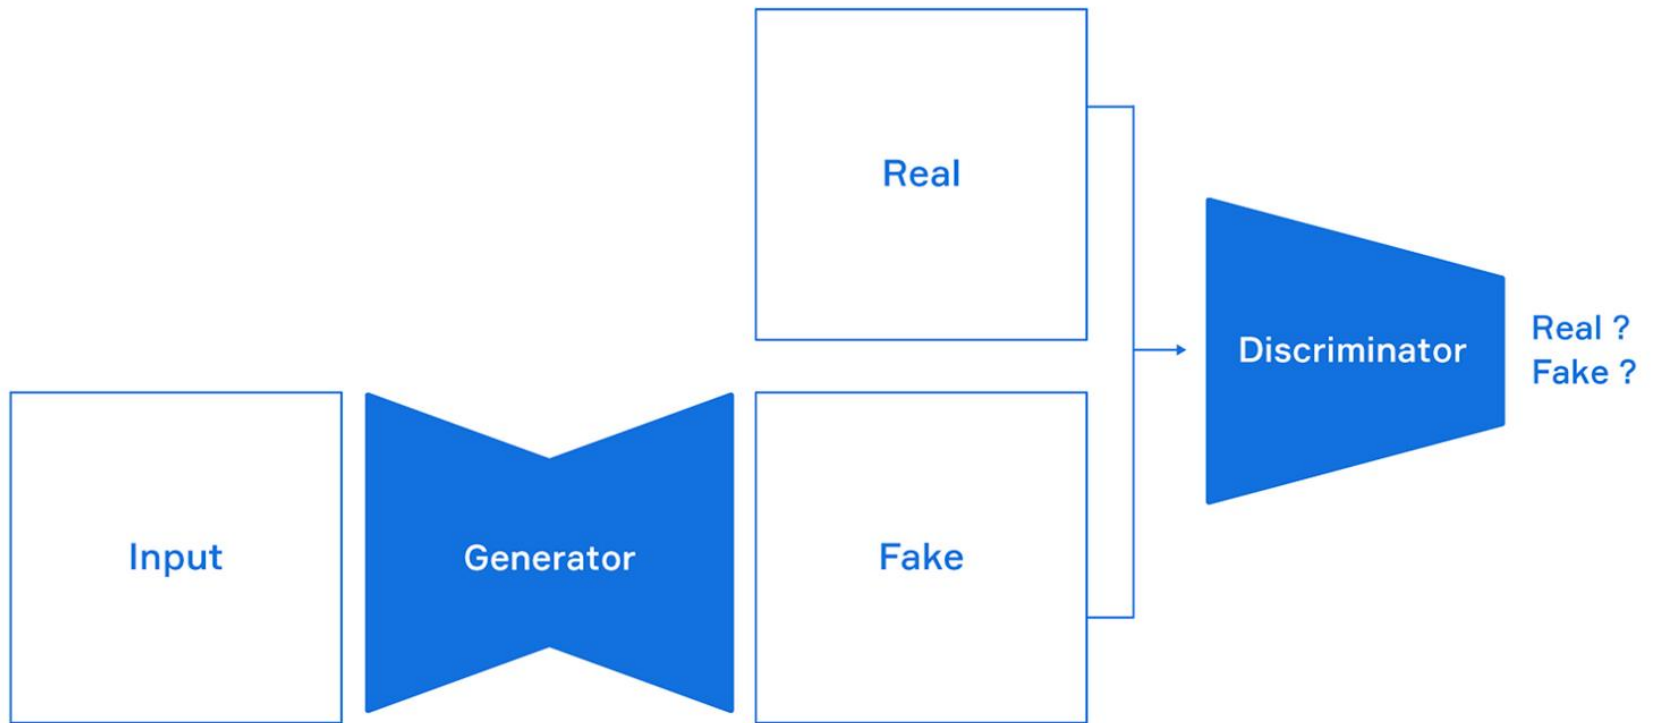 Real
Input
Generator
Fake
Discriminator
Real ?
Fake ?